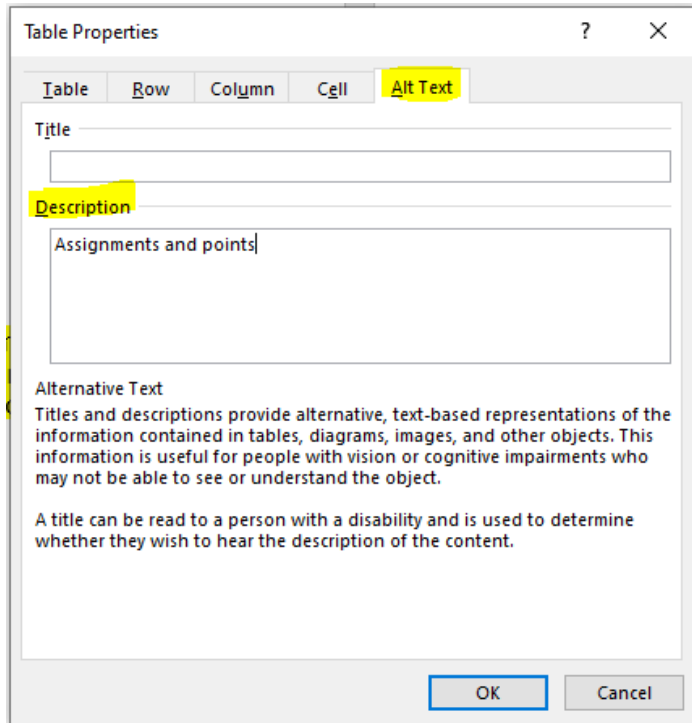 Table Properties ? ×
Table Row Column Cell Alt Text
Title
Description
Assignments and points
Alternative Text
Titles and descriptions provide alternative, text-based representations of the
information contained in tables, diagrams, images, and other objects. This
information is useful for people with vision or cognitive impairments who
may not be able to see or understand the object.
A title can be read to a person with a disability and is used to determine
whether they wish to hear the description of the content.
OK Cancel